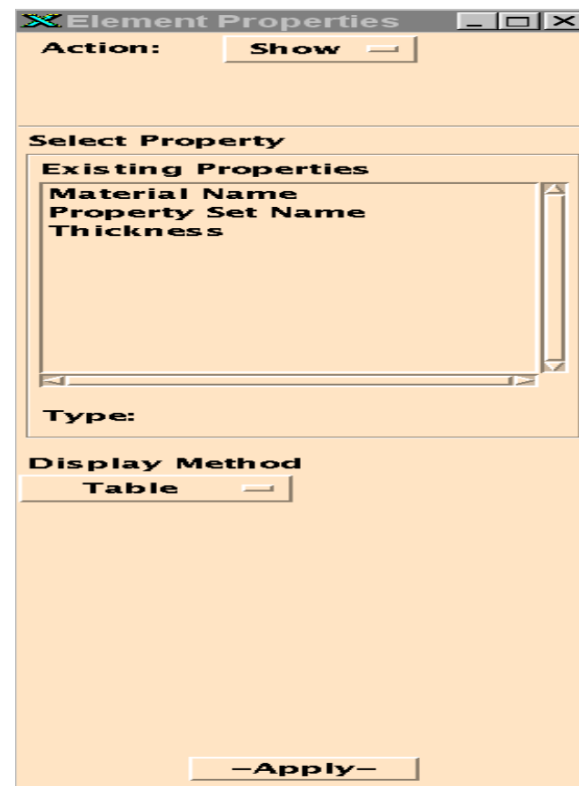 Element Properties
Action: Show
Select Property
Existing Properties
Material Name
Property Set Name
Thickness
Type:
Display Method
Table
-Apply-